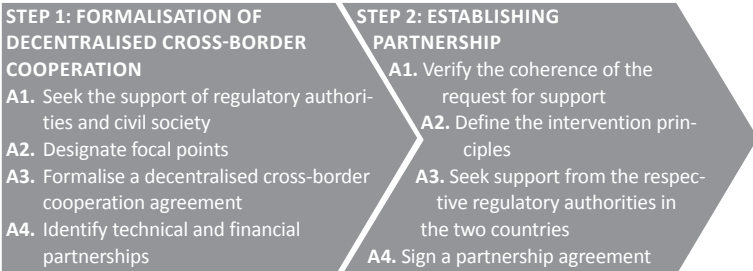 STEP 1: FORMALISATION OF
DECENTRALISED CROSS-BORDER
COOPERATION
A1. Seek the support of regulatory authori-
ties and civil society
A2. Designate focal points
A3. Formalise a decentralised cross-border
cooperation agreement
A4. Identify technical and financial
partnerships
STEP 2: ESTABLISHING
PARTNERSHIP
A1. Verify the coherence of the
request for support
A2. Define the intervention prin-
ciples
A3. Seek support from the respec-
tive regulatory authorities in
the two countries
A4. Sign a partnership agreement